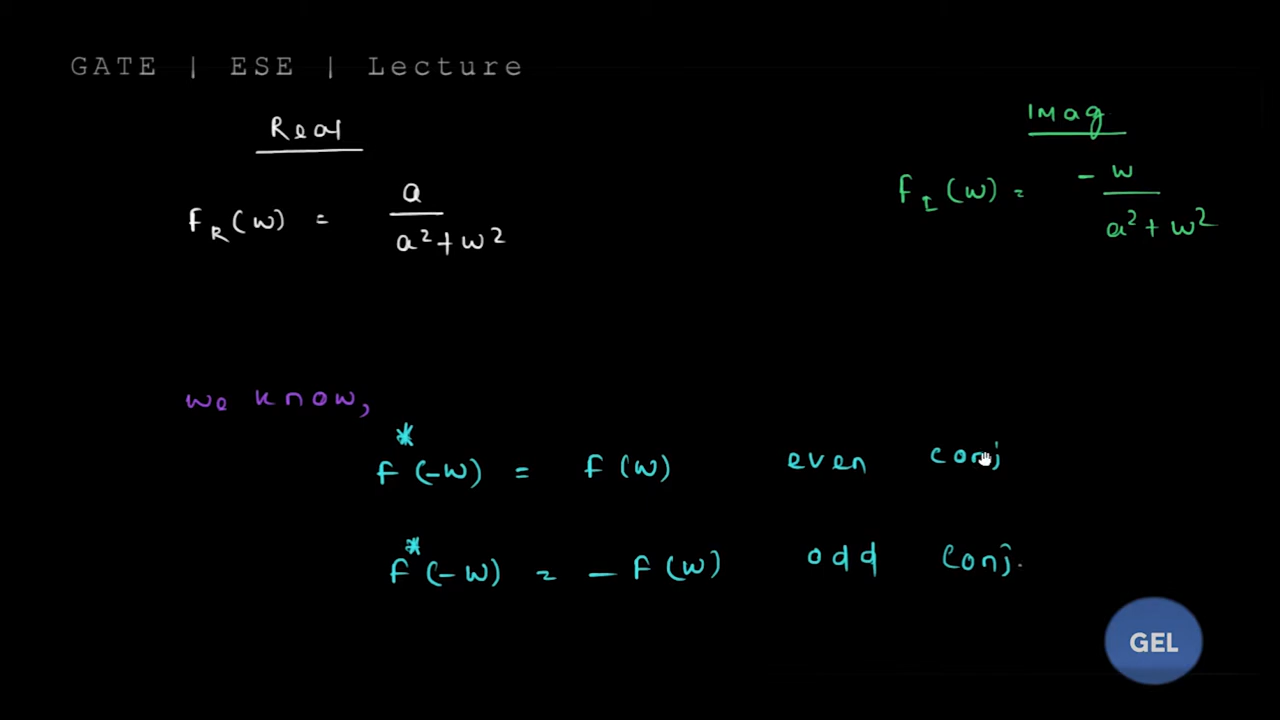 GATE | ESE | Lecture
Real
F_R(w) = a / (a² + w²)
Imag
F_I(w) = -w / (a² + w²)
we know,
F*(-w) = F(w) even conj
F*(-w) = - F(w) odd conj.
GEL